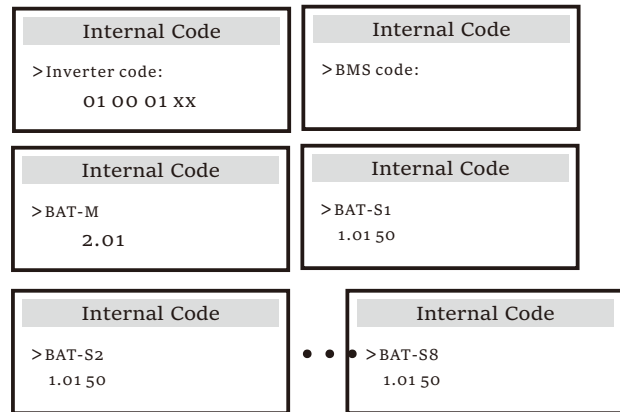 Internal Code
>Inverter code:
01 00 01 xx
Internal Code
>BMS code:
Internal Code
>BAT-M
2.01
Internal Code
>BAT-S1
1.01 50
Internal Code
>BAT-S2
1.01 50
• • •
Internal Code
>BAT-S8
1.01 50